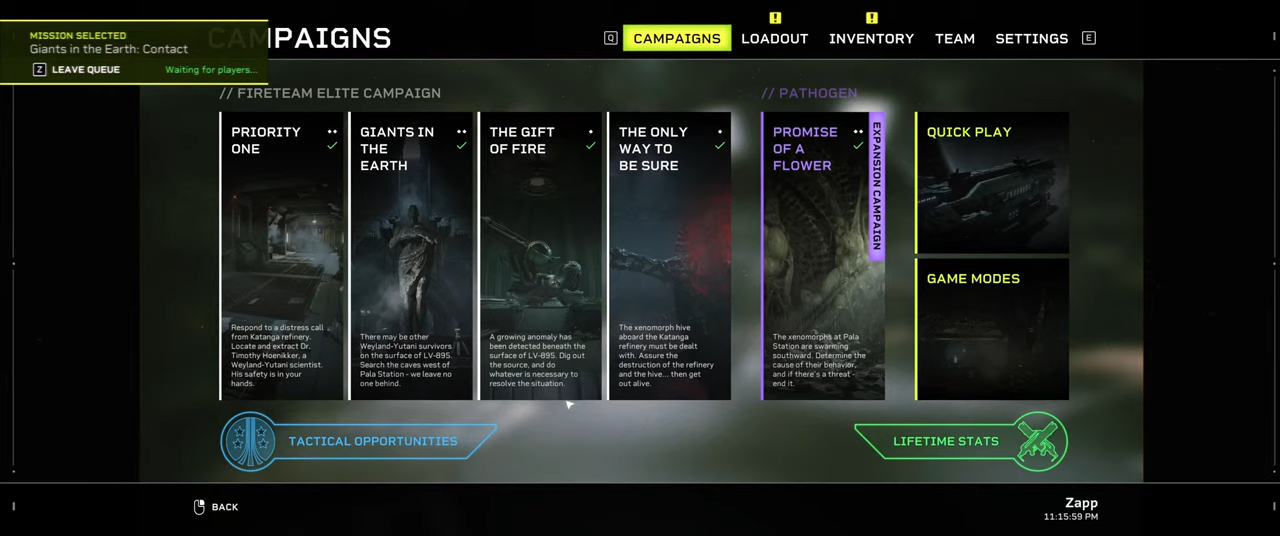 MISSION SELECTED
Giants in the Earth: Contact
Z LEAVE QUEUE Waiting for players...
CAMPAIGNS
Q CAMPAIGNS LOADOUT INVENTORY TEAM SETTINGS E
! !
// FIRETEAM ELITE CAMPAIGN
PRIORITY
ONE
Respond to a distress call
from Katanga refinery.
Locate and extract Dr.
Timothy Hoenikker, a
Weyland-Yutani scientist.
His safety is in your
hands.
GIANTS IN
THE
EARTH
There may be other
Weyland-Yutani survivors
on the surface of LV-895.
Search the caves west of
Pala Station - we leave no
one behind.
THE GIFT
OF FIRE
A growing anomaly has
been detected beneath the
surface of LV-895. Dig out
the source, and do
whatever is necessary to
resolve the situation.
THE ONLY
WAY TO
BE SURE
The xenomorph hive
aboard the Katanga
refinery must be dealt
with. Assure the
destruction of the refinery
and the hive... then get
out alive.
// PATHOGEN
PROMISE
OF A
FLOWER
EXPANSION CAMPAIGN
The xenomorphs at Pala
Station are swarming
southward. Determine the
cause of their behavior,
and if there's a threat -
end it.
QUICK PLAY
GAME MODES
TACTICAL OPPORTUNITIES
LIFETIME STATS
BACK
Zapp
11:15:59 PM